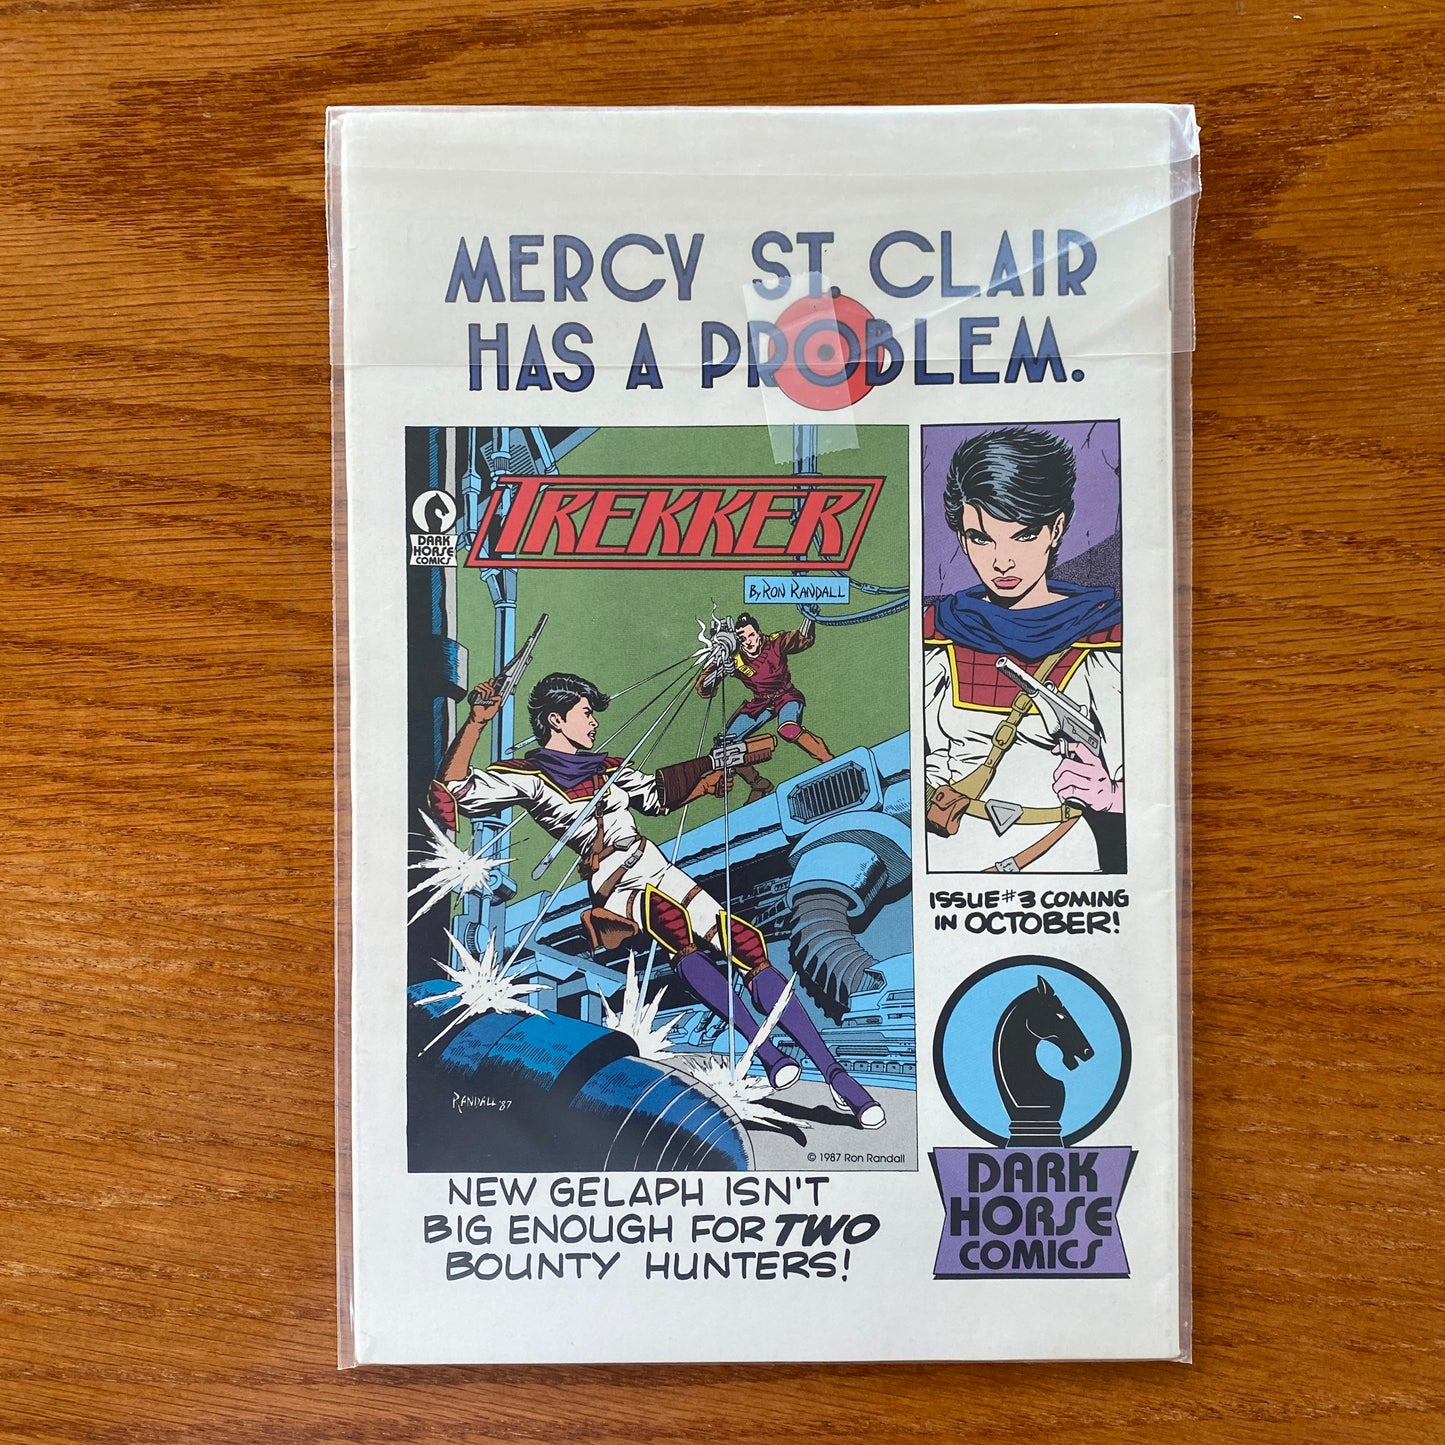 MERCY ST. CLAIR
HAS A PROBLEM.
TREKKER
DARK
HORSE
COMICS
By RON RANDALL
RANDALL '87
© 1987 Ron Randall
NEW GELAPH ISN'T
BIG ENOUGH FOR TWO
BOUNTY HUNTERS!
ISSUE #3 COMING
IN OCTOBER!
DARK
HORSE
COMICS